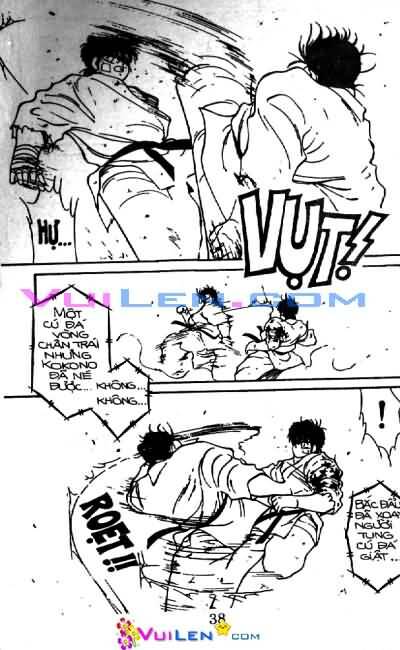 HỰ...
VỤT!!
VUILEN.COM
MỘT
CÚ ĐÁ
VÒNG
CHÂN TRÁI
NHƯNG
KOKONO
ĐÃ NÉ
ĐƯỢC... KHÔNG...
KHÔNG...
!
BẮC ĐẨU
ĐÃ XOAY
NGƯỜI
TUNG
CÚ ĐÁ
GIẬT...
ROẸT!!
38
VUILEN.COM